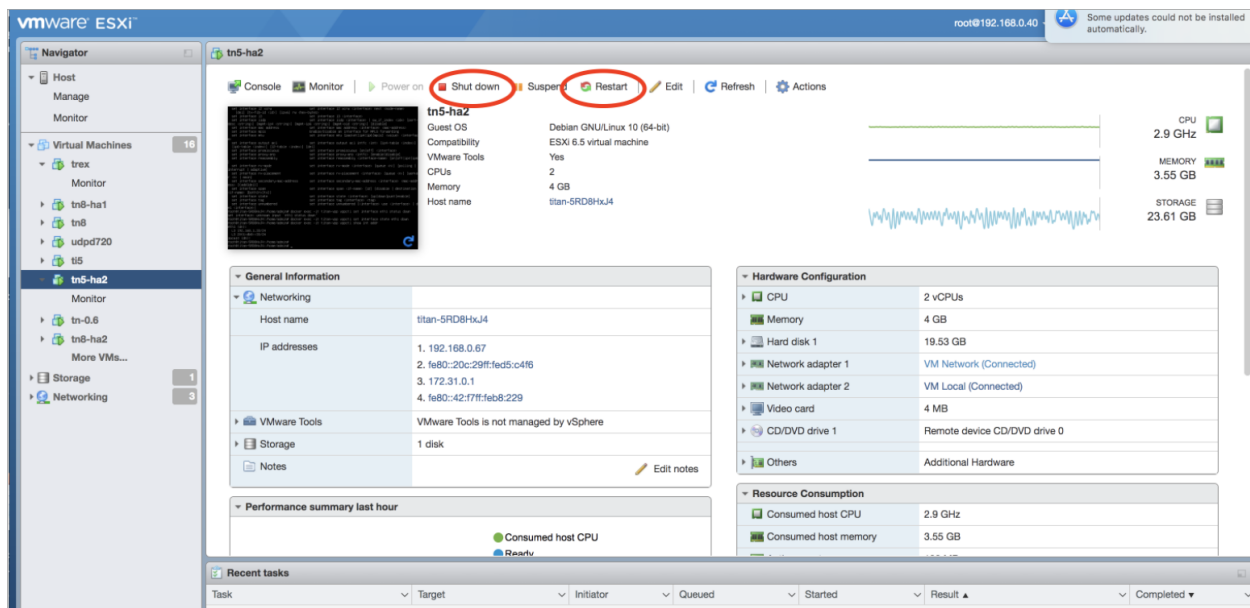 vmware ESXi
root@192.168.0.40
Some updates could not be installed
automatically.
Navigator
Host
Manage
Monitor
Virtual Machines 16
trex
Monitor
tn8-ha1
tn8
udpd720
ti5
tn5-ha2
Monitor
tn-0.6
tn8-ha2
More VMs...
Storage 1
Networking 3
tn5-ha2
Console Monitor Power on Shut down Suspend Restart Edit Refresh Actions
tn5-ha2
Guest OS Debian GNU/Linux 10 (64-bit)
Compatibility ESXi 6.5 virtual machine
VMware Tools Yes
CPUs 2
Memory 4 GB
Host name titan-5RD8HxJ4
CPU
2.9 GHz
MEMORY
3.55 GB
STORAGE
23.61 GB
General Information
Networking
Host name titan-5RD8HxJ4
IP addresses 1. 192.168.0.67
2. fe80::20c:29ff:fed5:c4f6
3. 172.31.0.1
4. fe80::42:f7ff:feb8:229
VMware Tools VMware Tools is not managed by vSphere
Storage 1 disk
Notes Edit notes
Performance summary last hour
Consumed host CPU
Ready
Hardware Configuration
CPU 2 vCPUs
Memory 4 GB
Hard disk 1 19.53 GB
Network adapter 1 VM Network (Connected)
Network adapter 2 VM Local (Connected)
Video card 4 MB
CD/DVD drive 1 Remote device CD/DVD drive 0
Others Additional Hardware
Resource Consumption
Consumed host CPU 2.9 GHz
Consumed host memory 3.55 GB
Recent tasks
Task Target Initiator Queued Started Result ▲ Completed ▼